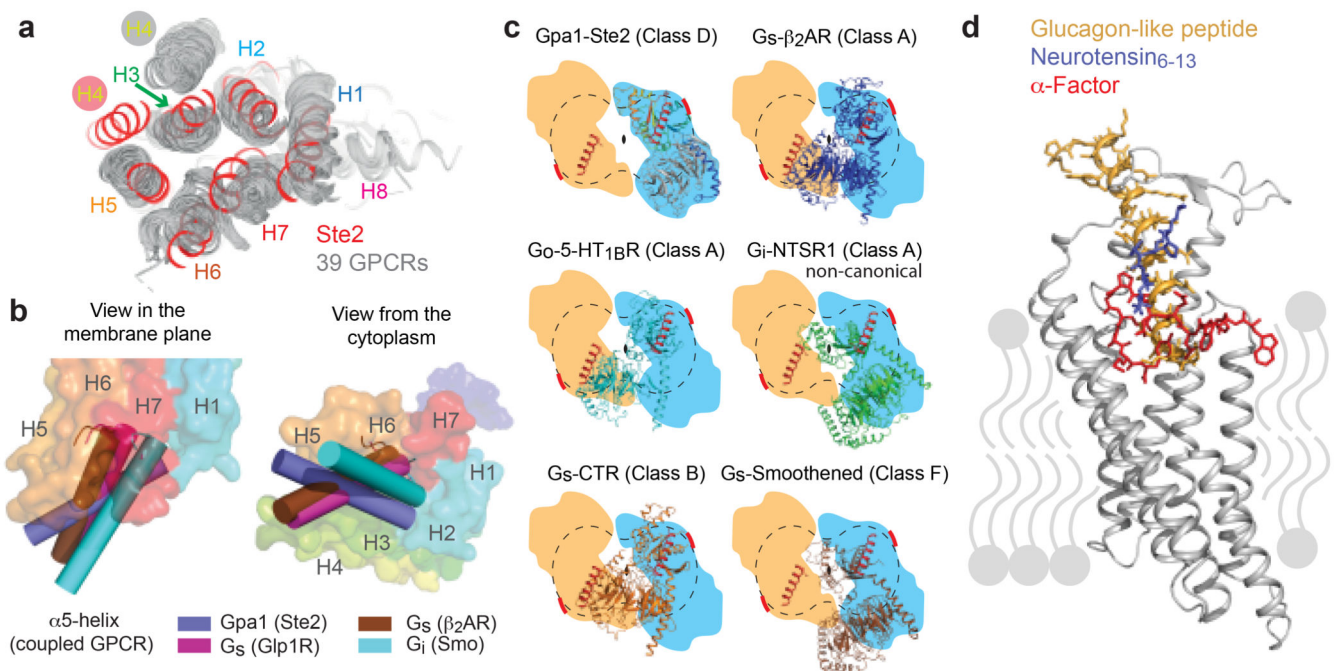 a
H4
H3
H4
H2
H1
H5
H8
H7
H6
Ste2
39 GPCRs
b
View in the
membrane plane
View from the
cytoplasm
H6
H7
H1
H5
H5
H6
H7
H1
H2
H3
H4
α5-helix
(coupled GPCR)
Gpa1 (Ste2)
Gs (Glp1R)
Gs (β2AR)
Gi (Smo)
c
Gpa1-Ste2 (Class D)
Gs-β2AR (Class A)
Go-5-HT1BR (Class A)
Gi-NTSR1 (Class A)
non-canonical
Gs-CTR (Class B)
Gs-Smoothened (Class F)
d
Glucagon-like peptide
Neurotensin6-13
α-Factor